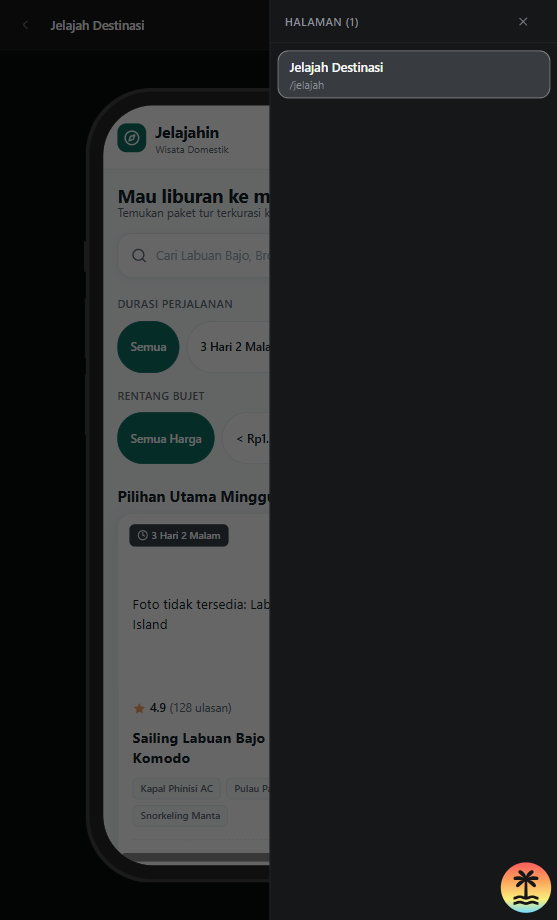 Jelajah Destinasi
HALAMAN (1)
Jelajah Destinasi
/jelajah
Jelajahin
Wisata Domestik
Mau liburan ke m
Temukan paket tur terkurasi k
Cari Labuan Bajo, Bro
DURASI PERJALANAN
Semua
3 Hari 2 Mala
RENTANG BUJET
Semua Harga
< Rp1.
Pilihan Utama Minggu
3 Hari 2 Malam
Foto tidak tersedia: Lab
Island
4.9 (128 ulasan)
Sailing Labuan Bajo
Komodo
Kapal Phinisi AC
Pulau Pa
Snorkeling Manta